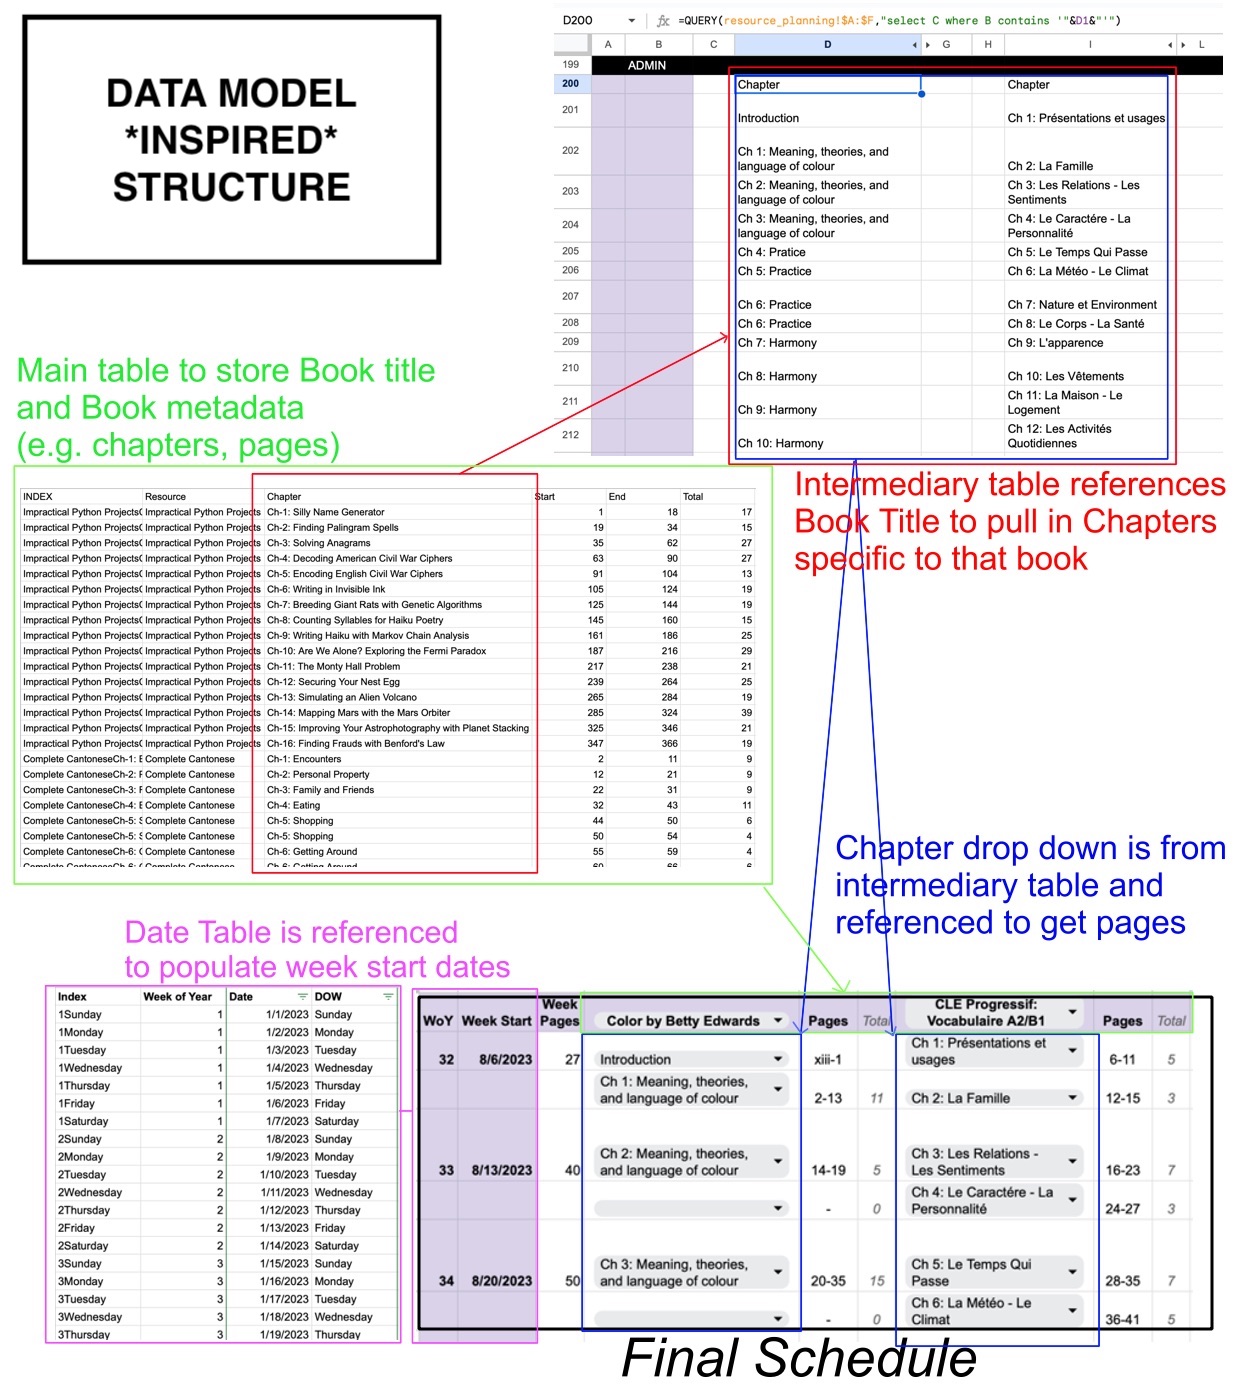 DATA MODEL
*INSPIRED*
STRUCTURE
D200 fx =QUERY(resource_planning!$A:$F,"select C where B contains '"&D1&"'")
A B C D G H I L
199 ADMIN
200 Chapter Chapter
201 Introduction Ch 1: Présentations et usages
202 Ch 1: Meaning, theories, and
language of colour Ch 2: La Famille
203 Ch 2: Meaning, theories, and Ch 3: Les Relations - Les
language of colour Sentiments
204 Ch 3: Meaning, theories, and Ch 4: Le Caractére - La
language of colour Personnalité
205 Ch 4: Pratice Ch 5: Le Temps Qui Passe
206 Ch 5: Practice Ch 6: La Météo - Le Climat
207 Ch 6: Practice Ch 7: Nature et Environment
208 Ch 6: Practice Ch 8: Le Corps - La Santé
209 Ch 7: Harmony Ch 9: L'apparence
210 Ch 8: Harmony Ch 10: Les Vêtements
211 Ch 11: La Maison - Le
Ch 9: Harmony Logement
212 Ch 12: Les Activités
Ch 10: Harmony Quotidiennes
Main table to store Book title
and Book metadata
(e.g. chapters, pages)
Intermediary table references
Book Title to pull in Chapters
specific to that book
INDEX Resource Chapter Start End Total
Impractical Python Projects( Impractical Python Projects Ch-1: Silly Name Generator 1 18 17
Impractical Python Projects( Impractical Python Projects Ch-2: Finding Palingram Spells 19 34 15
Impractical Python Projects( Impractical Python Projects Ch-3: Solving Anagrams 35 62 27
Impractical Python Projects( Impractical Python Projects Ch-4: Decoding American Civil War Ciphers 63 90 27
Impractical Python Projects( Impractical Python Projects Ch-5: Encoding English Civil War Ciphers 91 104 13
Impractical Python Projects( Impractical Python Projects Ch-6: Writing in Invisible Ink 105 124 19
Impractical Python Projects( Impractical Python Projects Ch-7: Breeding Giant Rats with Genetic Algorithms 125 144 19
Impractical Python Projects( Impractical Python Projects Ch-8: Counting Syllables for Haiku Poetry 145 160 15
Impractical Python Projects( Impractical Python Projects Ch-9: Writing Haiku with Markov Chain Analysis 161 186 25
Impractical Python Projects( Impractical Python Projects Ch-10: Are We Alone? Exploring the Fermi Paradox 187 216 29
Impractical Python Projects( Impractical Python Projects Ch-11: The Monty Hall Problem 217 238 21
Impractical Python Projects( Impractical Python Projects Ch-12: Securing Your Nest Egg 239 264 25
Impractical Python Projects( Impractical Python Projects Ch-13: Simulating an Alien Volcano 265 284 19
Impractical Python Projects( Impractical Python Projects Ch-14: Mapping Mars with the Mars Orbiter 285 324 39
Impractical Python Projects( Impractical Python Projects Ch-15: Improving Your Astrophotography with Planet Stacking 325 346 21
Impractical Python Projects( Impractical Python Projects Ch-16: Finding Frauds with Benford's Law 347 366 19
Complete CantoneseCh-1: E Complete Cantonese Ch-1: Encounters 2 11 9
Complete CantoneseCh-2: F Complete Cantonese Ch-2: Personal Property 12 21 9
Complete CantoneseCh-3: F Complete Cantonese Ch-3: Family and Friends 22 31 9
Complete CantoneseCh-4: E Complete Cantonese Ch-4: Eating 32 43 11
Complete CantoneseCh-5: S Complete Cantonese Ch-5: Shopping 44 50 6
Complete CantoneseCh-5: S Complete Cantonese Ch-5: Shopping 50 54 4
Complete CantoneseCh-6: ( Complete Cantonese Ch-6: Getting Around 55 59 4
Complete CantoneseCh-6: ( Complete Cantonese Ch-6: Getting Around 60 66 6
Chapter drop down is from
intermediary table and
referenced to get pages
Date Table is referenced
to populate week start dates
Index Week of Year Date DOW
1Sunday 1 1/1/2023 Sunday
1Monday 1 1/2/2023 Monday
1Tuesday 1 1/3/2023 Tuesday
1Wednesday 1 1/4/2023 Wednesday
1Thursday 1 1/5/2023 Thursday
1Friday 1 1/6/2023 Friday
1Saturday 1 1/7/2023 Saturday
2Sunday 2 1/8/2023 Sunday
2Monday 2 1/9/2023 Monday
2Tuesday 2 1/10/2023 Tuesday
2Wednesday 2 1/11/2023 Wednesday
2Thursday 2 1/12/2023 Thursday
2Friday 2 1/13/2023 Friday
2Saturday 2 1/14/2023 Saturday
3Sunday 3 1/15/2023 Sunday
3Monday 3 1/16/2023 Monday
3Tuesday 3 1/17/2023 Tuesday
3Wednesday 3 1/18/2023 Wednesday
3Thursday 3 1/19/2023 Thursday
Week CLE Progressif:
WoY Week Start Pages Color by Betty Edwards Pages Total Vocabulaire A2/B1 Pages Total
Ch 1: Présentations et
32 8/6/2023 27 Introduction xiii-1 usages 6-11 5
Ch 1: Meaning, theories,
and language of colour 2-13 11 Ch 2: La Famille 12-15 3
Ch 2: Meaning, theories, Ch 3: Les Relations -
33 8/13/2023 40 and language of colour 14-19 5 Les Sentiments 16-23 7
Ch 4: Le Caractére - La
- 0 Personnalité 24-27 3
Ch 3: Meaning, theories, Ch 5: Le Temps Qui
34 8/20/2023 50 and language of colour 20-35 15 Passe 28-35 7
Ch 6: La Météo - Le
- 0 Climat 36-41 5
Final Schedule